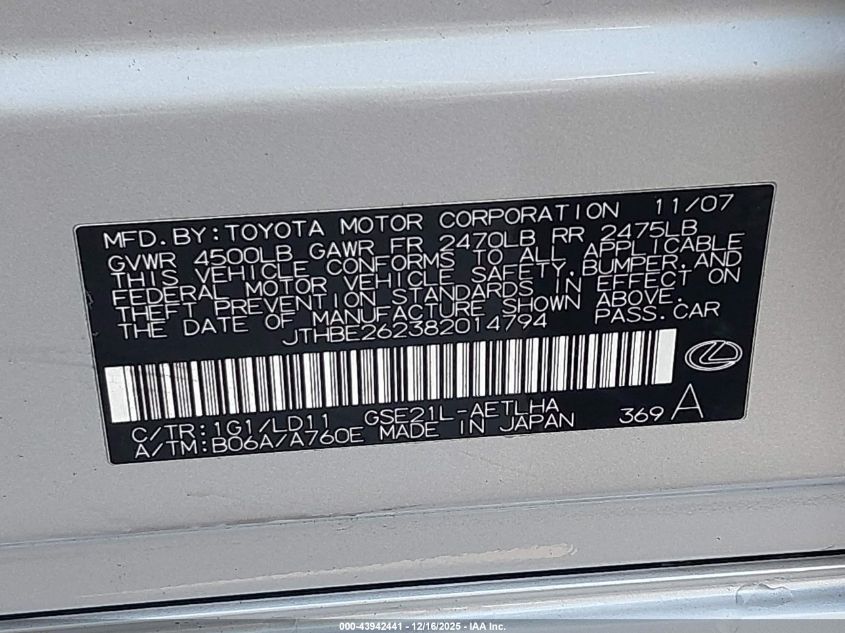 MFD. BY: TOYOTA MOTOR CORPORATION 11/07
GVWR 4500LB GAWR FR 2470LB RR 2475LB
THIS VEHICLE CONFORMS TO ALL APPLICABLE
FEDERAL MOTOR VEHICLE SAFETY, BUMPER, AND
THEFT PREVENTION STANDARDS IN EFFECT ON
THE DATE OF MANUFACTURE SHOWN ABOVE.
JTHBE262382014794 PASS. CAR
C/TR: 1G1/LD11 GSE21L-AETLHA
A/TM: B06A/A760E MADE IN JAPAN 369 A
000-43942441 - 12/16/2025 - IAA Inc.